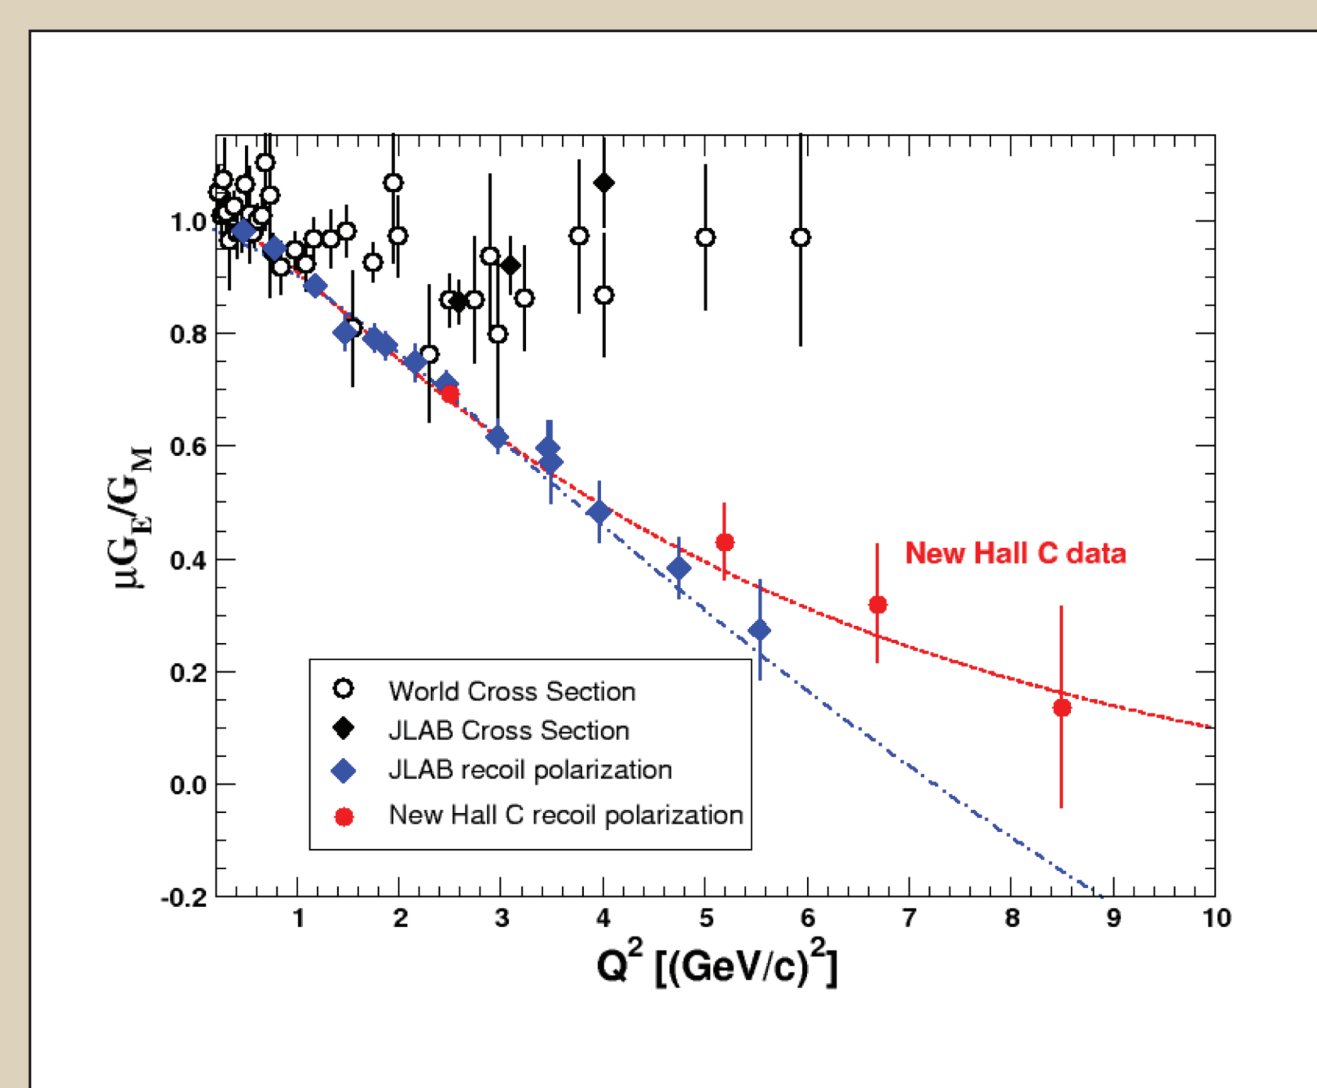 1.0
0.8
0.6
0.4
0.2
0.0
-0.2
μG_E/G_M
New Hall C data
World Cross Section
JLAB Cross Section
JLAB recoil polarization
New Hall C recoil polarization
1 2 3 4 5 6 7 8 9 10
Q² [(GeV/c)²]